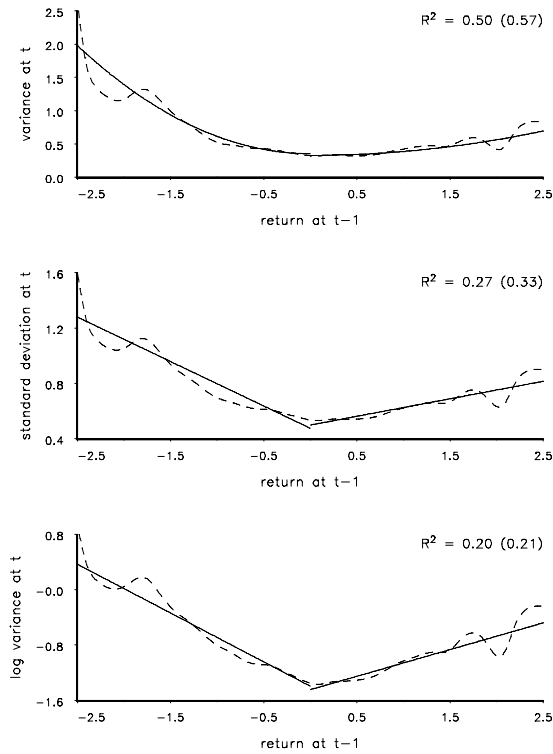 R² = 0.50 (0.57)
variance at t
2.5
2.0
1.5
1.0
0.5
0.0
−2.5 −1.5 −0.5 0.5 1.5 2.5
return at t−1
R² = 0.27 (0.33)
standard deviation at t
1.6
1.2
0.8
0.4
−2.5 −1.5 −0.5 0.5 1.5 2.5
return at t−1
R² = 0.20 (0.21)
log variance at t
0.8
−0.0
−0.8
−1.6
−2.5 −1.5 −0.5 0.5 1.5 2.5
return at t−1